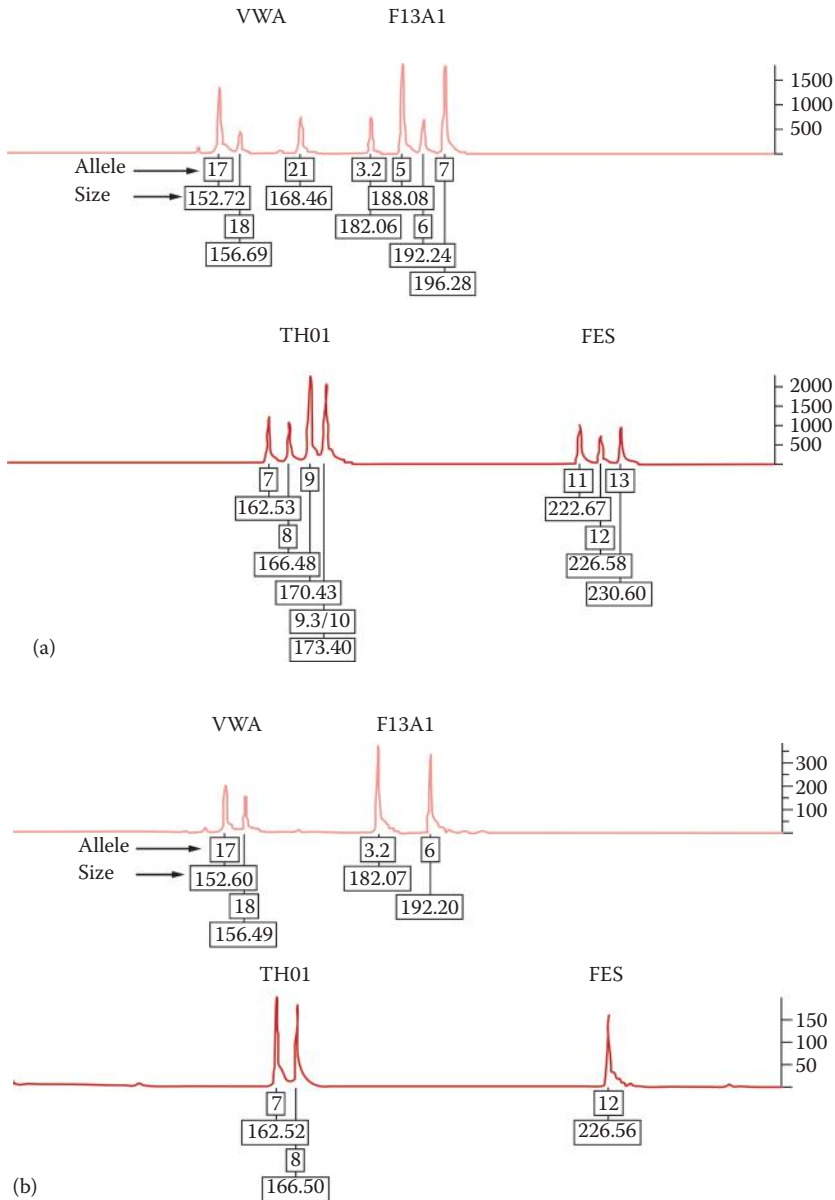 VWA F13A1
1500
1000
500
Allele 17 21 3.2 5 7
Size 152.72 168.46 188.08
18 182.06 6
156.69 192.24
196.28
TH01 FES
2000
1500
1000
500
7 9 11 13
162.53 222.67
8 12
166.48 226.58
170.43 230.60
9.3/10
173.40
(a)
VWA F13A1
300
200
100
Allele 17 3.2 6
Size 152.60 182.07
18 192.20
156.49
TH01 FES
150
100
50
7 12
162.52 226.56
8
166.50
(b)